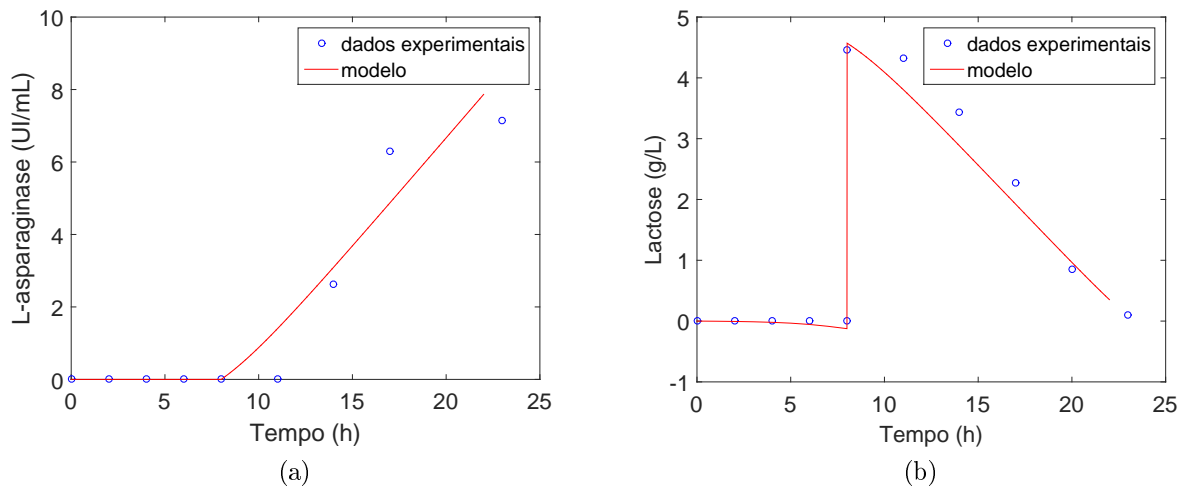 10
8
6
4
2
0
0
5
10
15
20
25
L-asparaginase (UI/mL)
Tempo (h)
dados experimentais
modelo
(a)
5
4
3
2
1
0
-1
0
5
10
15
20
25
Lactose (g/L)
Tempo (h)
dados experimentais
modelo
(b)